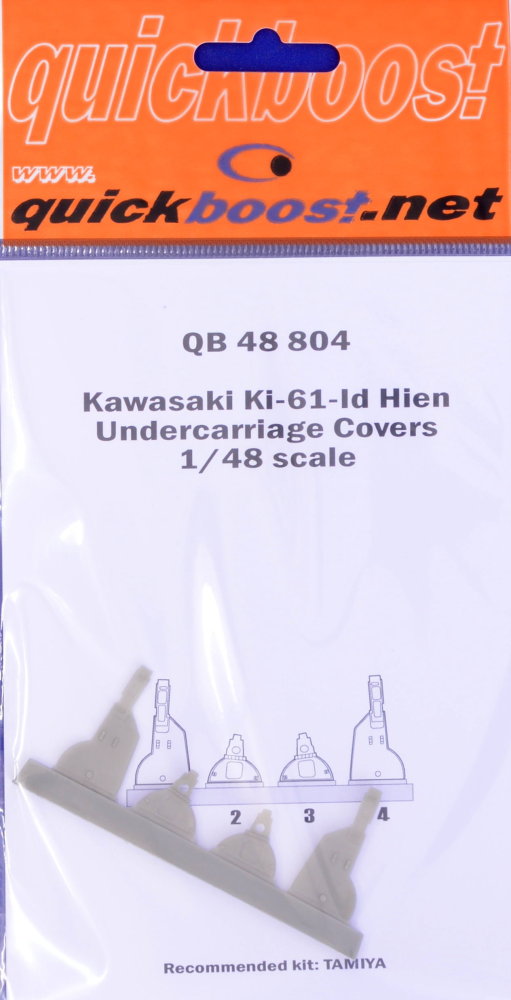 quickboost
www.
quickboost.net
QB 48 804
Kawasaki Ki-61-Id Hien
Undercarriage Covers
1/48 scale
2 3 4
Recommended kit: TAMIYA